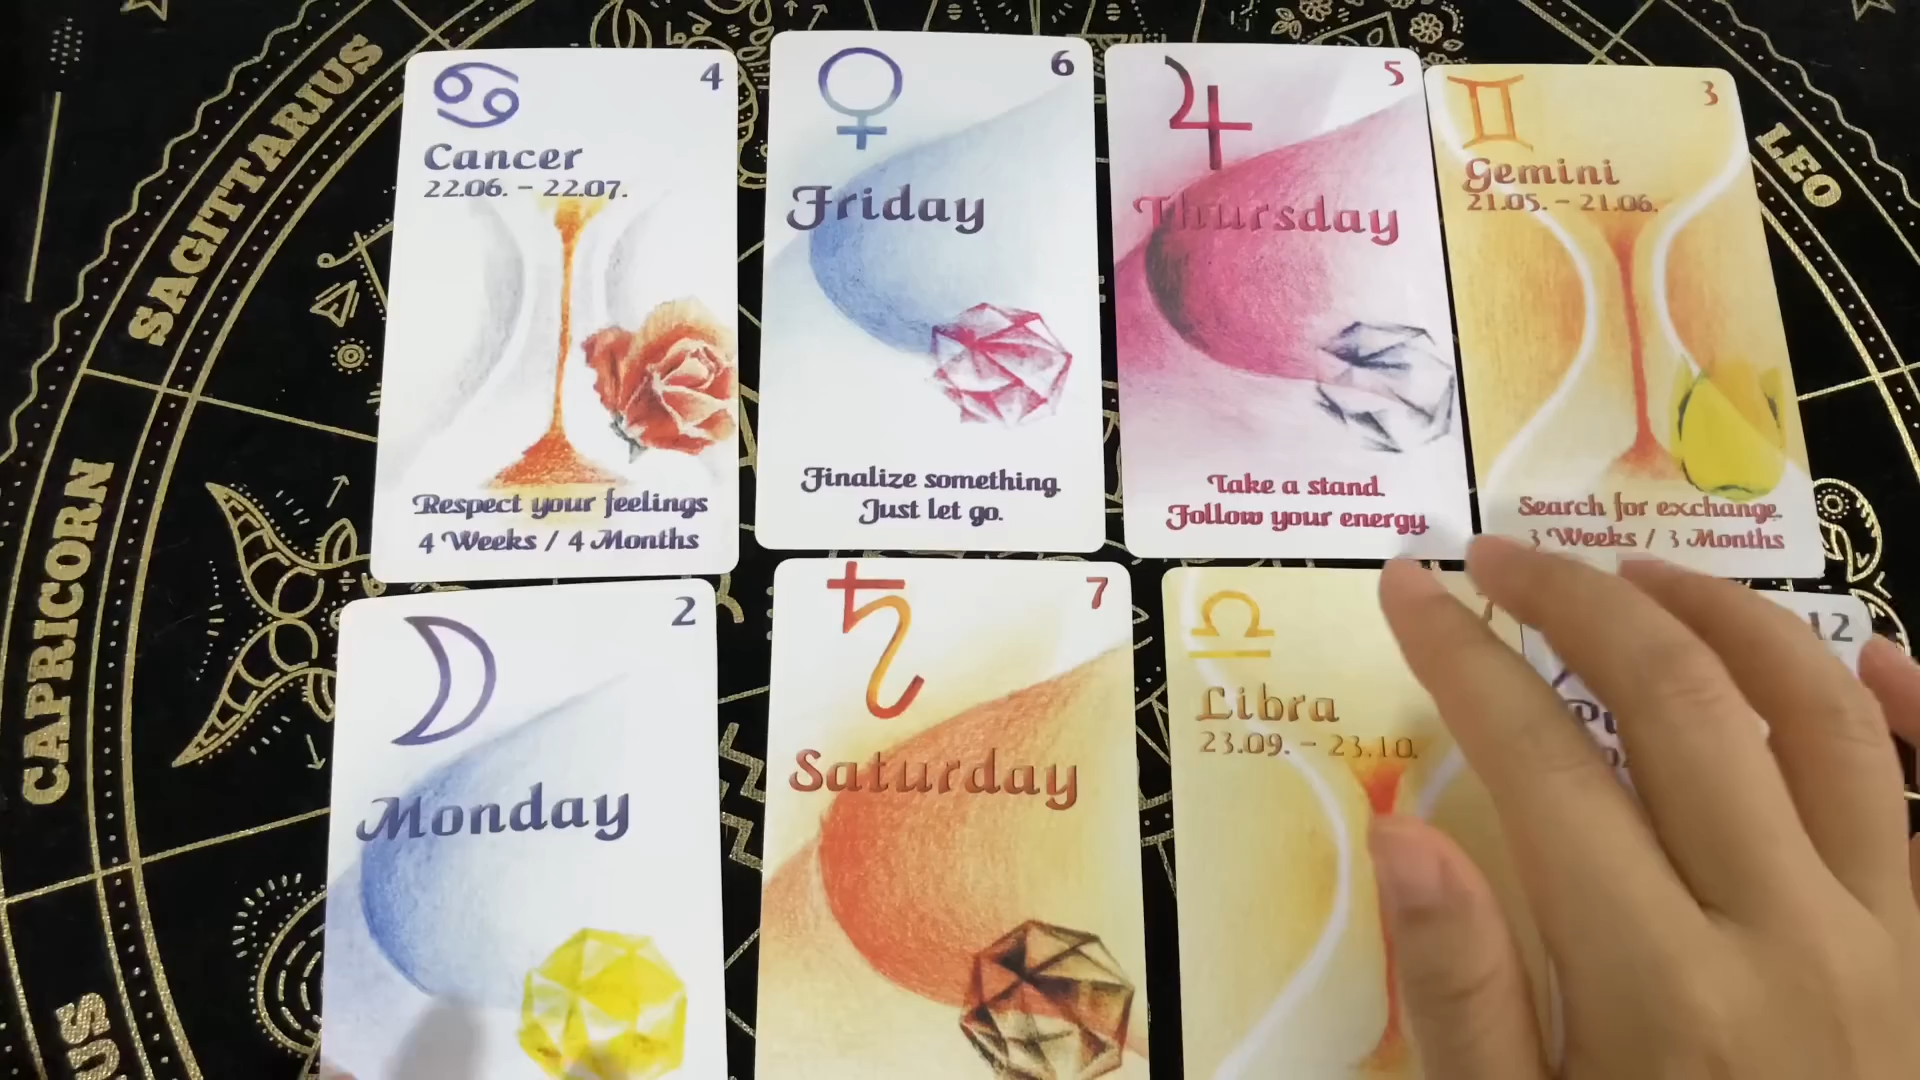 SAGITTARIUS
CAPRICORN
LEO
4
Cancer
22.06. - 22.07.
Respect your feelings
4 Weeks / 4 Months
6
Friday
Finalize something.
Just let go.
5
Thursday
Take a stand.
Follow your energy.
3
Gemini
21.05. - 21.06.
Search for exchange.
3 Weeks / 3 Months
2
Monday
7
Saturday
Libra
23.09. - 23.10.
12